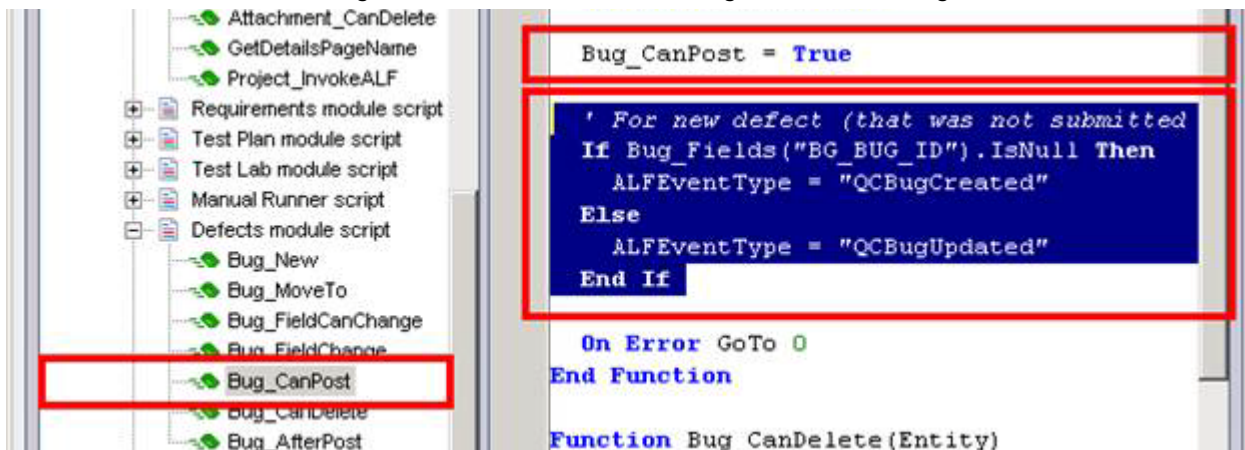 Attachment_CanDelete
GetDetailsPageName
Project_InvokeALF
Requirements module script
Test Plan module script
Test Lab module script
Manual Runner script
Defects module script
Bug_New
Bug_MoveTo
Bug_FieldCanChange
Bug_FieldChange
Bug_CanPost
Bug_CanDelete
Bug_AfterPost
Bug_CanPost = True
' For new defect (that was not submitted
If Bug_Fields("BG_BUG_ID").IsNull Then
ALFEventType = "QCBugCreated"
Else
ALFEventType = "QCBugUpdated"
End If
On Error GoTo 0
End Function
Function Bug_CanDelete(Entity)